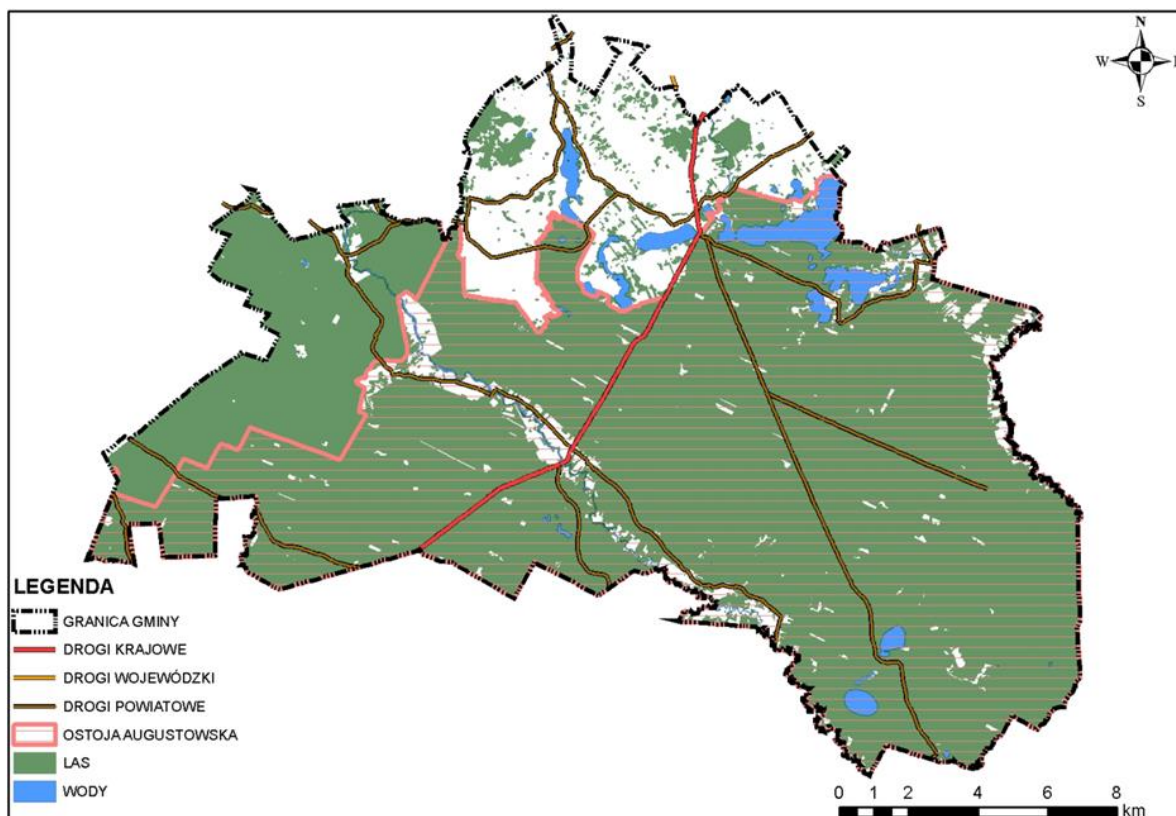 N
W
S
LEGENDA
GRANICA GMINY
DROGI KRAJOWE
DROGI WOJEWÓDZKI
DROGI POWIATOWE
OSTOJA AUGUSTOWSKA
LAS
WODY
0 1 2 4 6 8
km